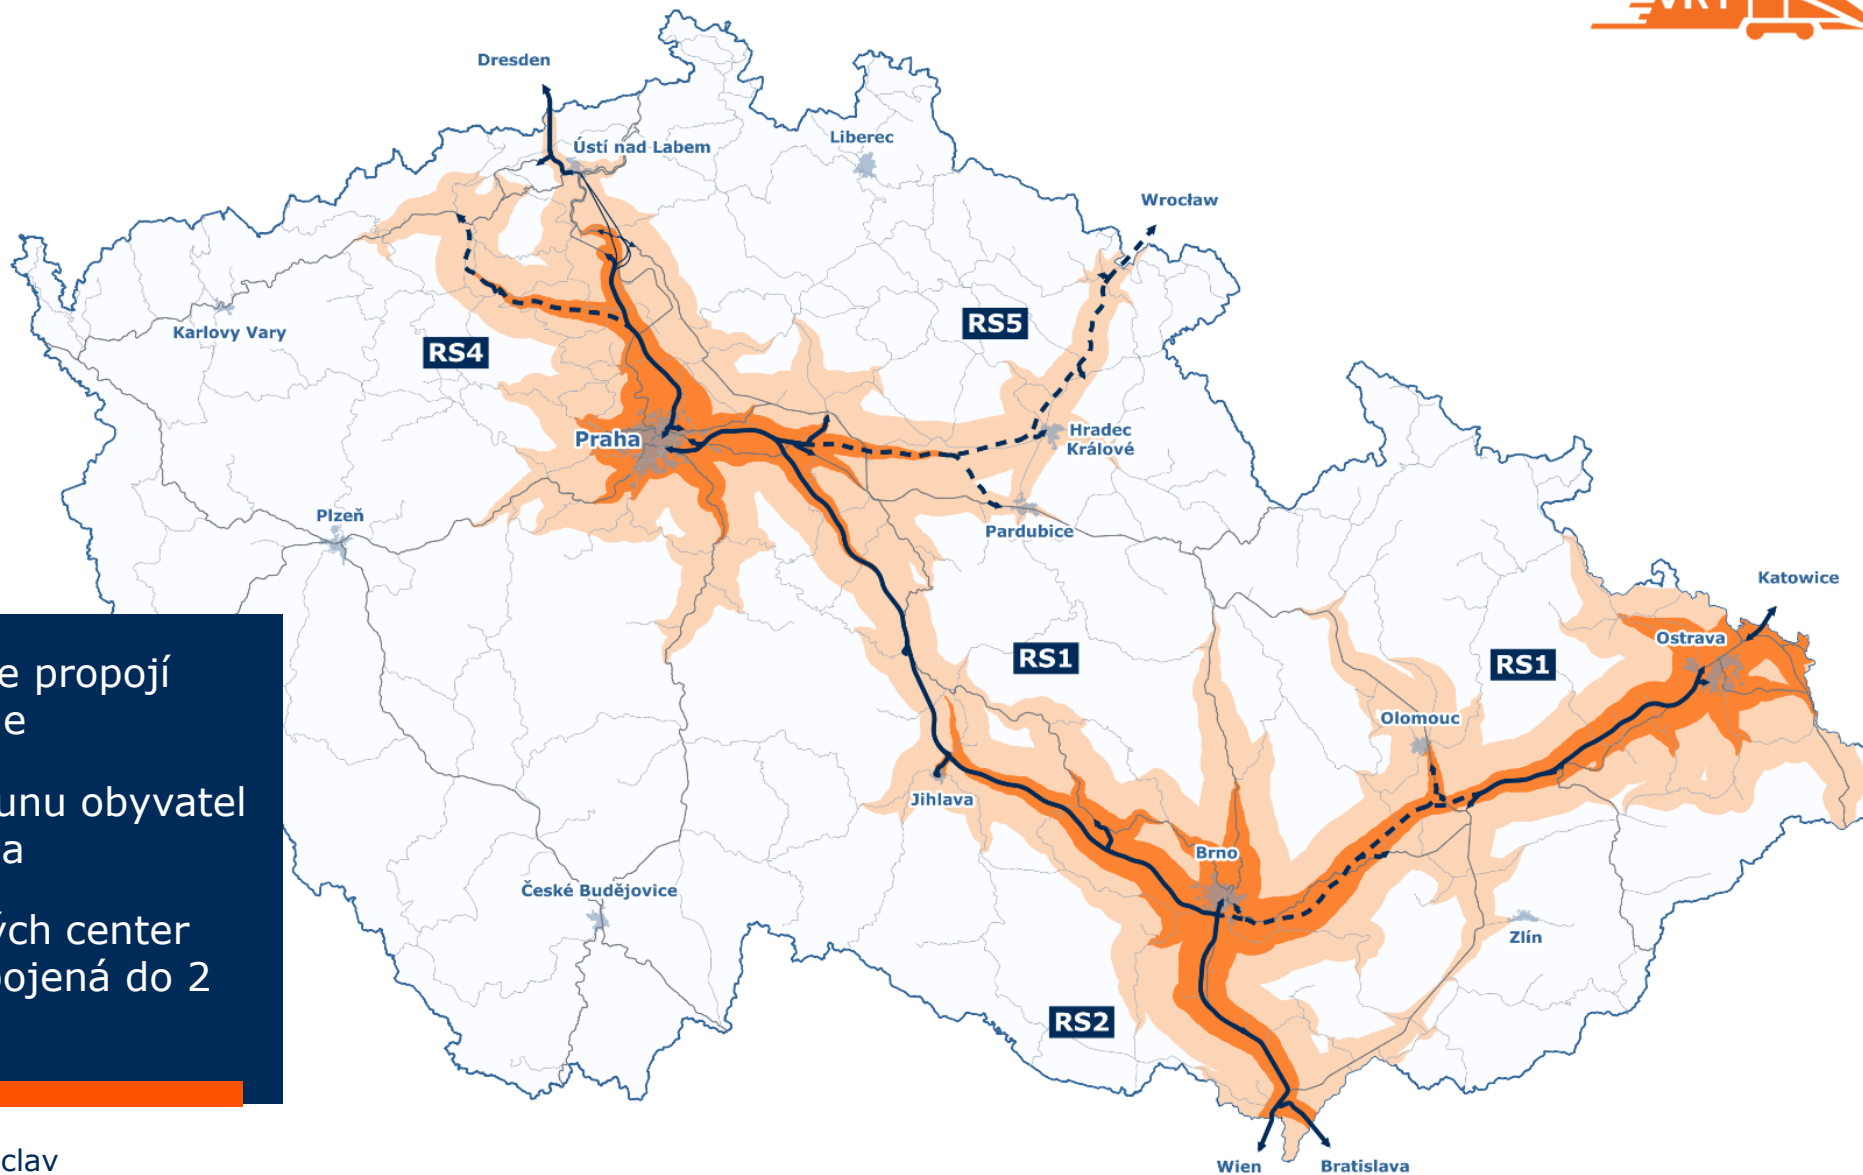 VRT
Dresden
Ústí nad Labem
Liberec
Wrocław
Karlovy Vary
RS4
RS5
Praha
Hradec
Králové
Plzeň
Pardubice
Katowice
Ostrava
RS1
RS1
Olomouc
Jihlava
Brno
České Budějovice
Zlín
RS2
Wien
Bratislava
e propojí
e
unu obyvatel
a
ých center
pojená do 2
clav